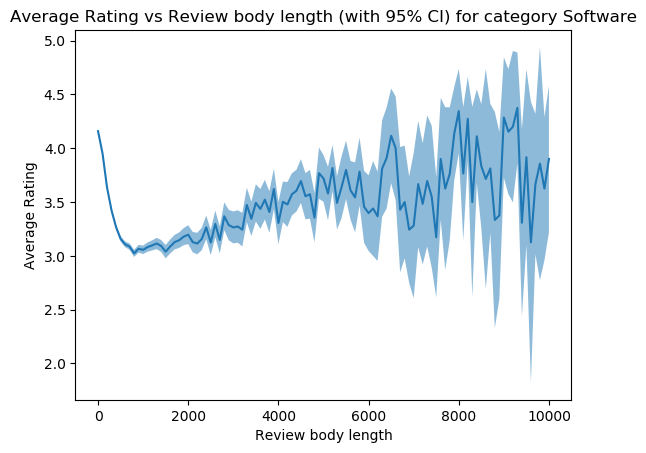 Average Rating vs Review body length (with 95% CI) for category Software
5.0
4.5
4.0
3.5
3.0
2.5
2.0
Average Rating
0 2000 4000 6000 8000 10000
Review body length